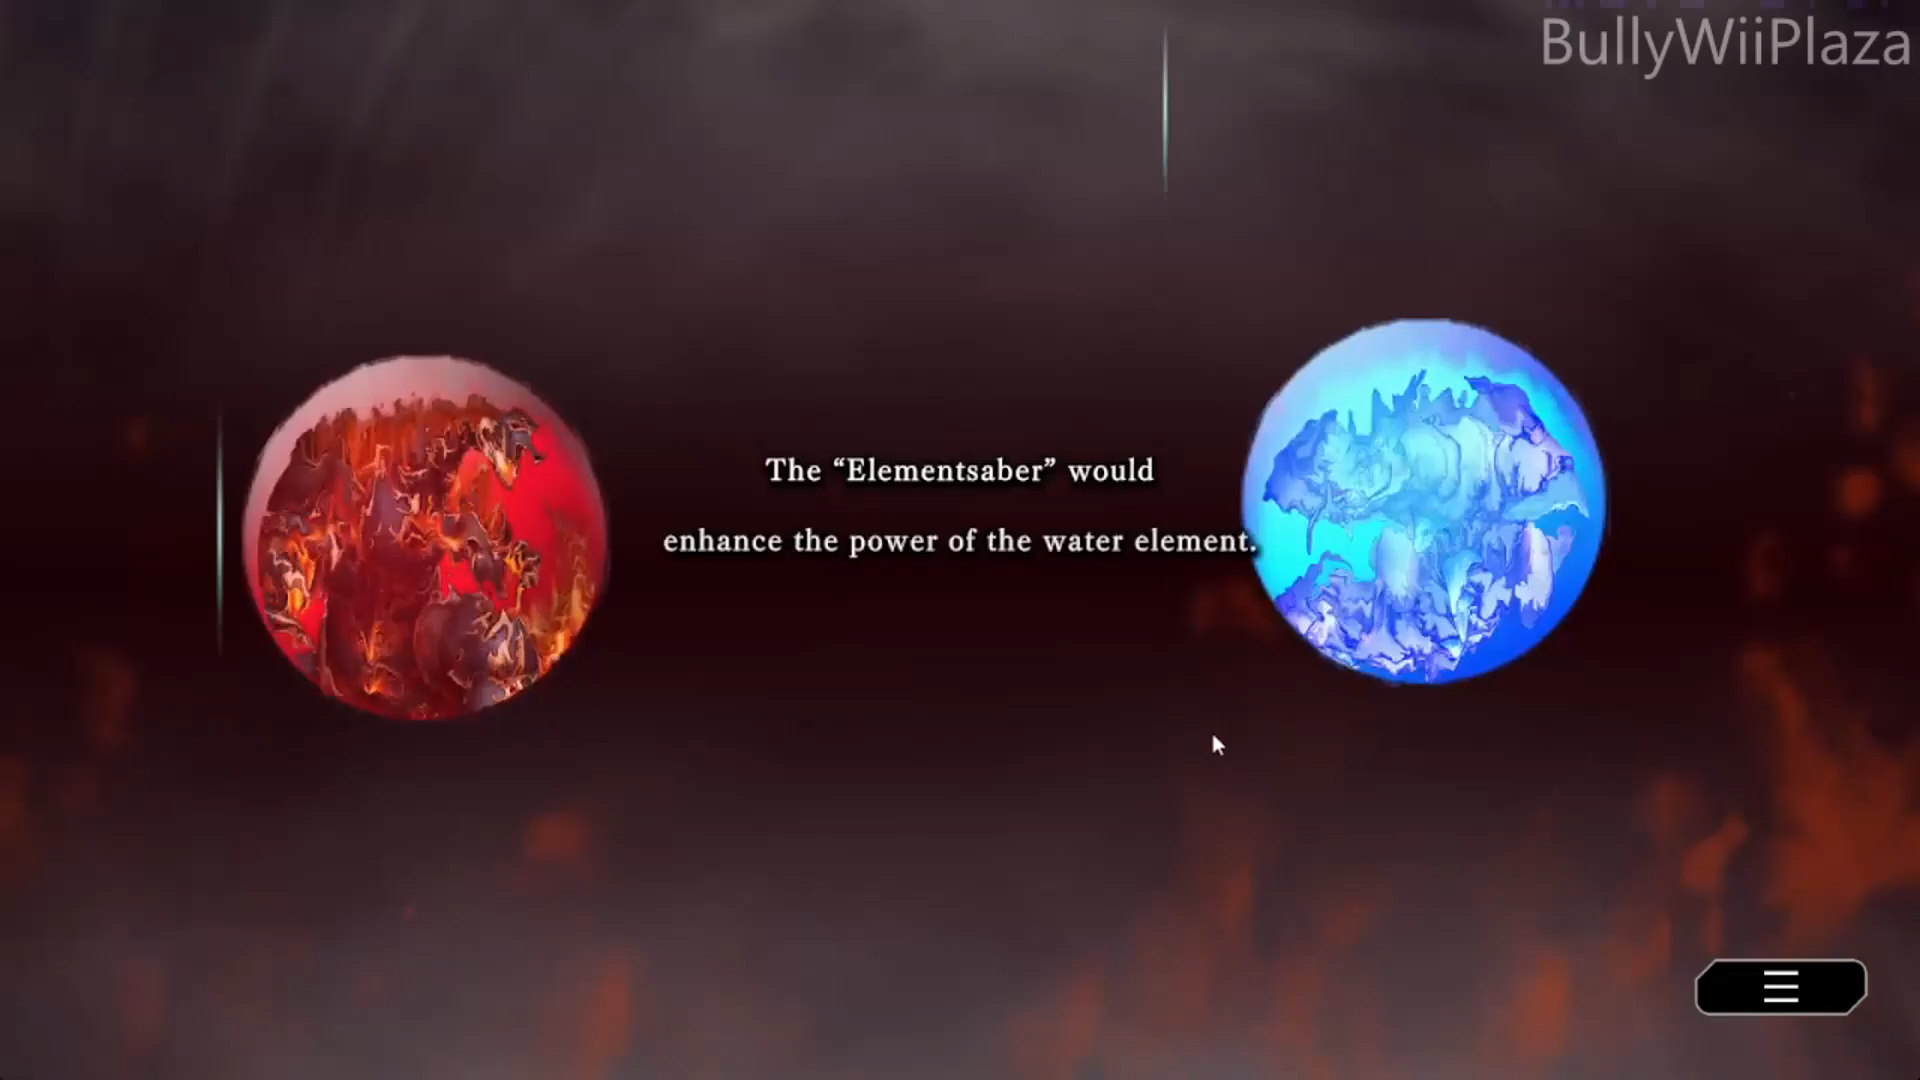 BullyWiiPlaza
The “Elementsaber” would
enhance the power of the water element.